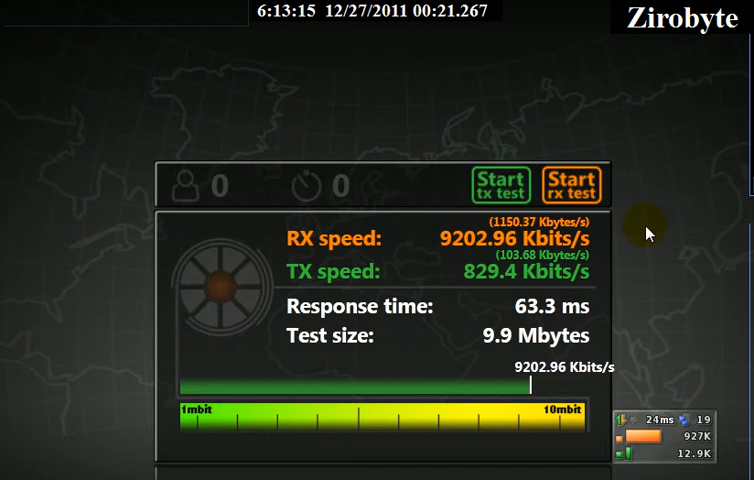 6:13:15 12/27/2011 00:21.267
Zirobyte
0
0
Start
tx test
Start
rx test
(1150.37 Kbytes/s)
RX speed: 9202.96 Kbits/s
(103.68 Kbytes/s)
TX speed: 829.4 Kbits/s
Response time: 63.3 ms
Test size: 9.9 Mbytes
9202.96 Kbits/s
1mbit 10mbit
24ms 19
927K
12.9K